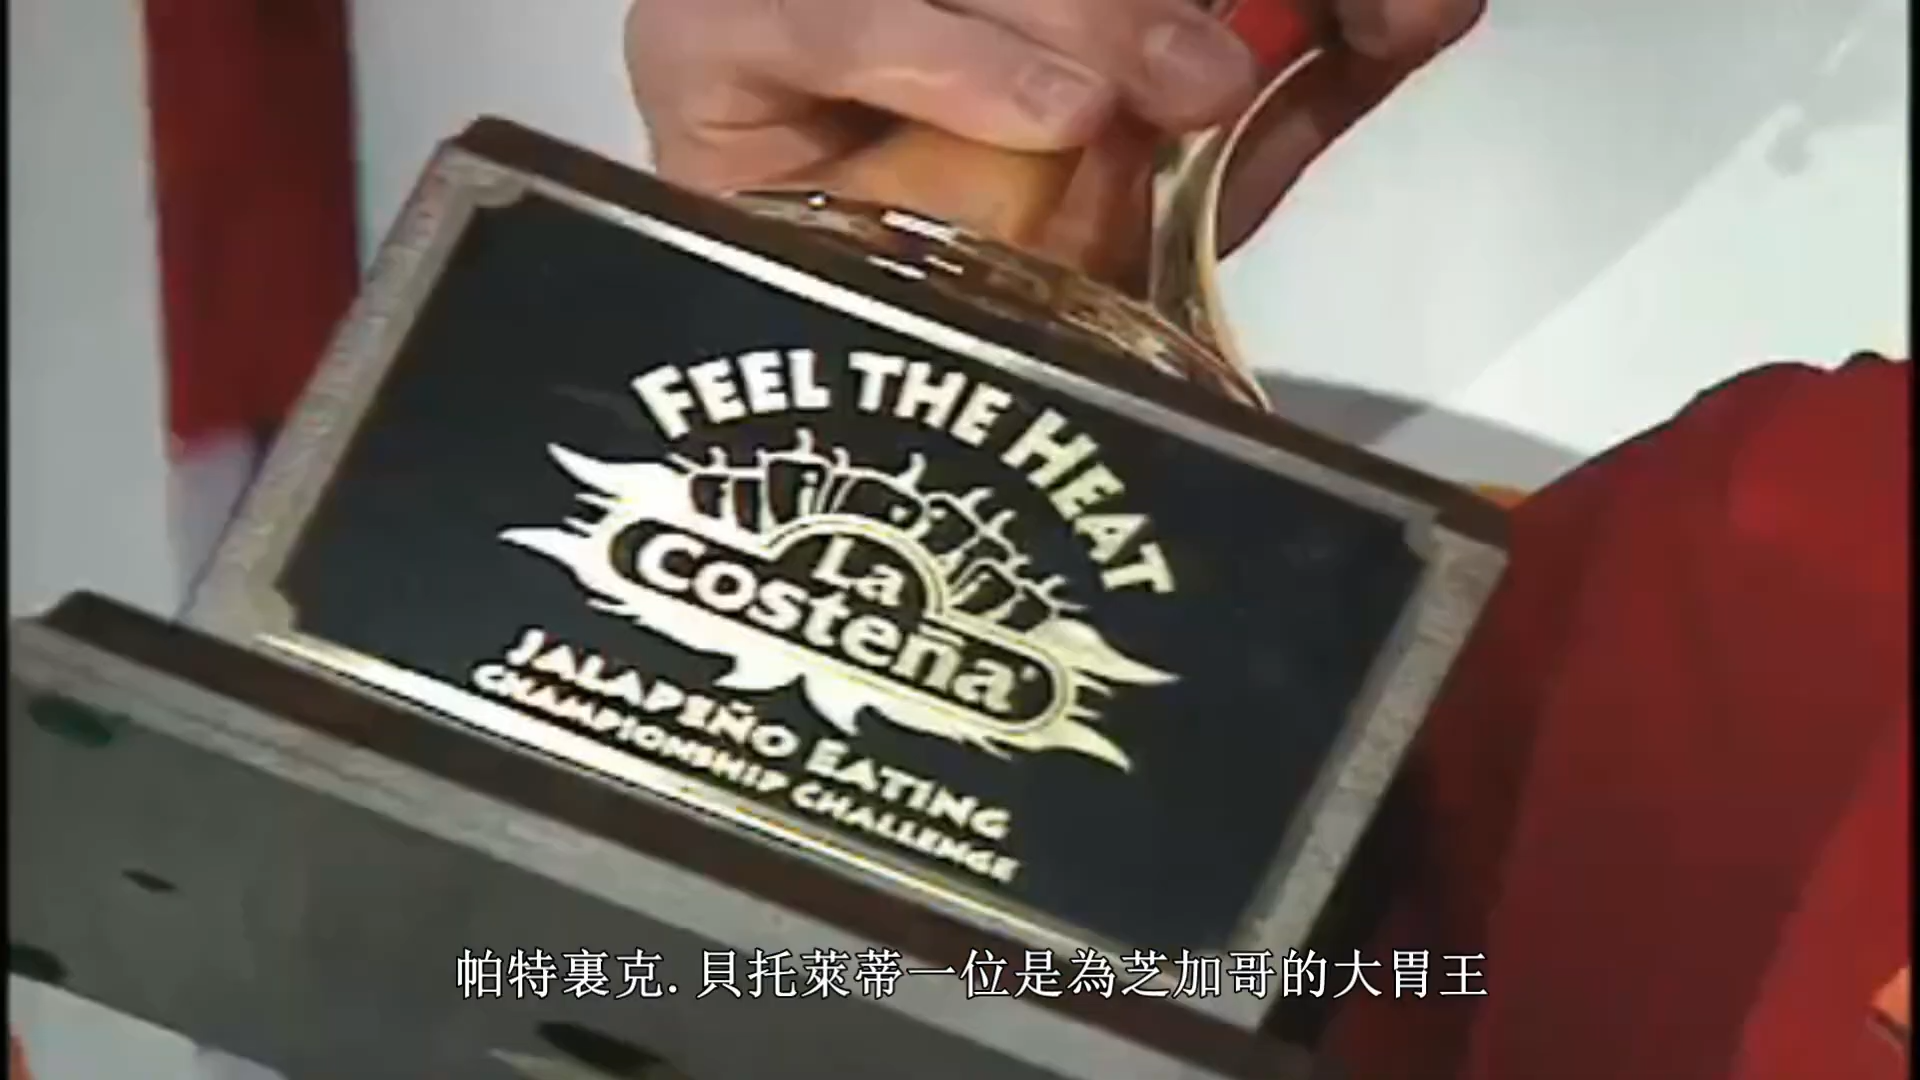 FEEL THE HEAT
La
Costeña
JALAPEÑO EATING
CHAMPIONSHIP CHALLENGE
帕特裏克.貝托萊蒂一位是為芝加哥的大胃王